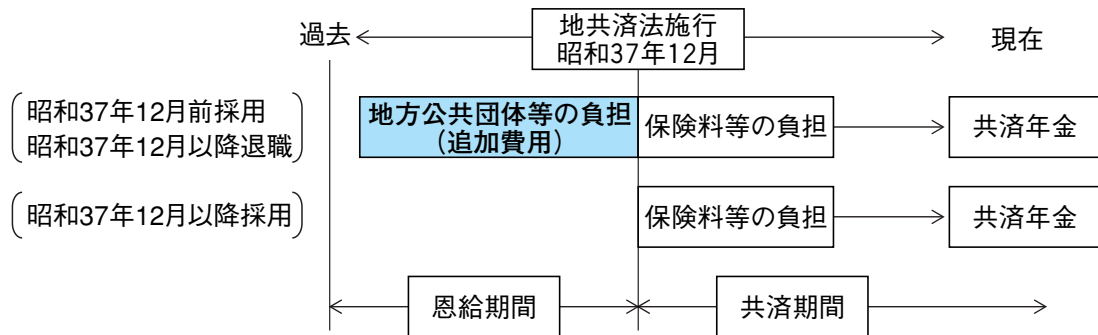 過去
地共済法施行
昭和37年12月
現在
昭和37年12月前採用
昭和37年12月以降退職
地方公共団体等の負担
(追加費用)
保険料等の負担
共済年金
昭和37年12月以降採用
保険料等の負担
共済年金
恩給期間
共済期間